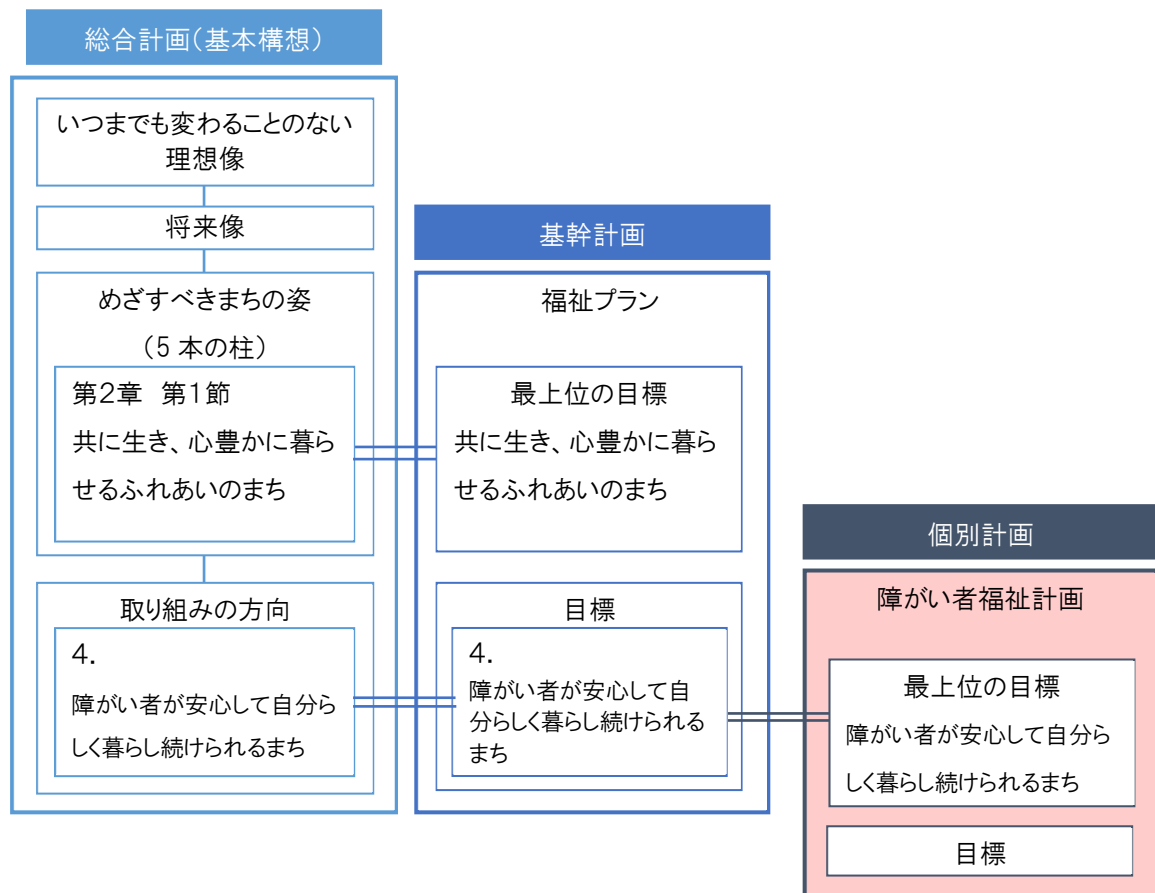 総合計画(基本構想)
いつまでも変わることのない
理想像
将来像
めざすべきまちの姿
(5 本の柱)
第2章　第1節
共に生き、心豊かに暮ら
せるふれあいのまち
取り組みの方向
4.
障がい者が安心して自分ら
しく暮らし続けられるまち
基幹計画
福祉プラン
最上位の目標
共に生き、心豊かに暮ら
せるふれあいのまち
目標
4.
障がい者が安心して自
分らしく暮らし続けられる
まち
個別計画
障がい者福祉計画
最上位の目標
障がい者が安心して自分ら
しく暮らし続けられるまち
目標